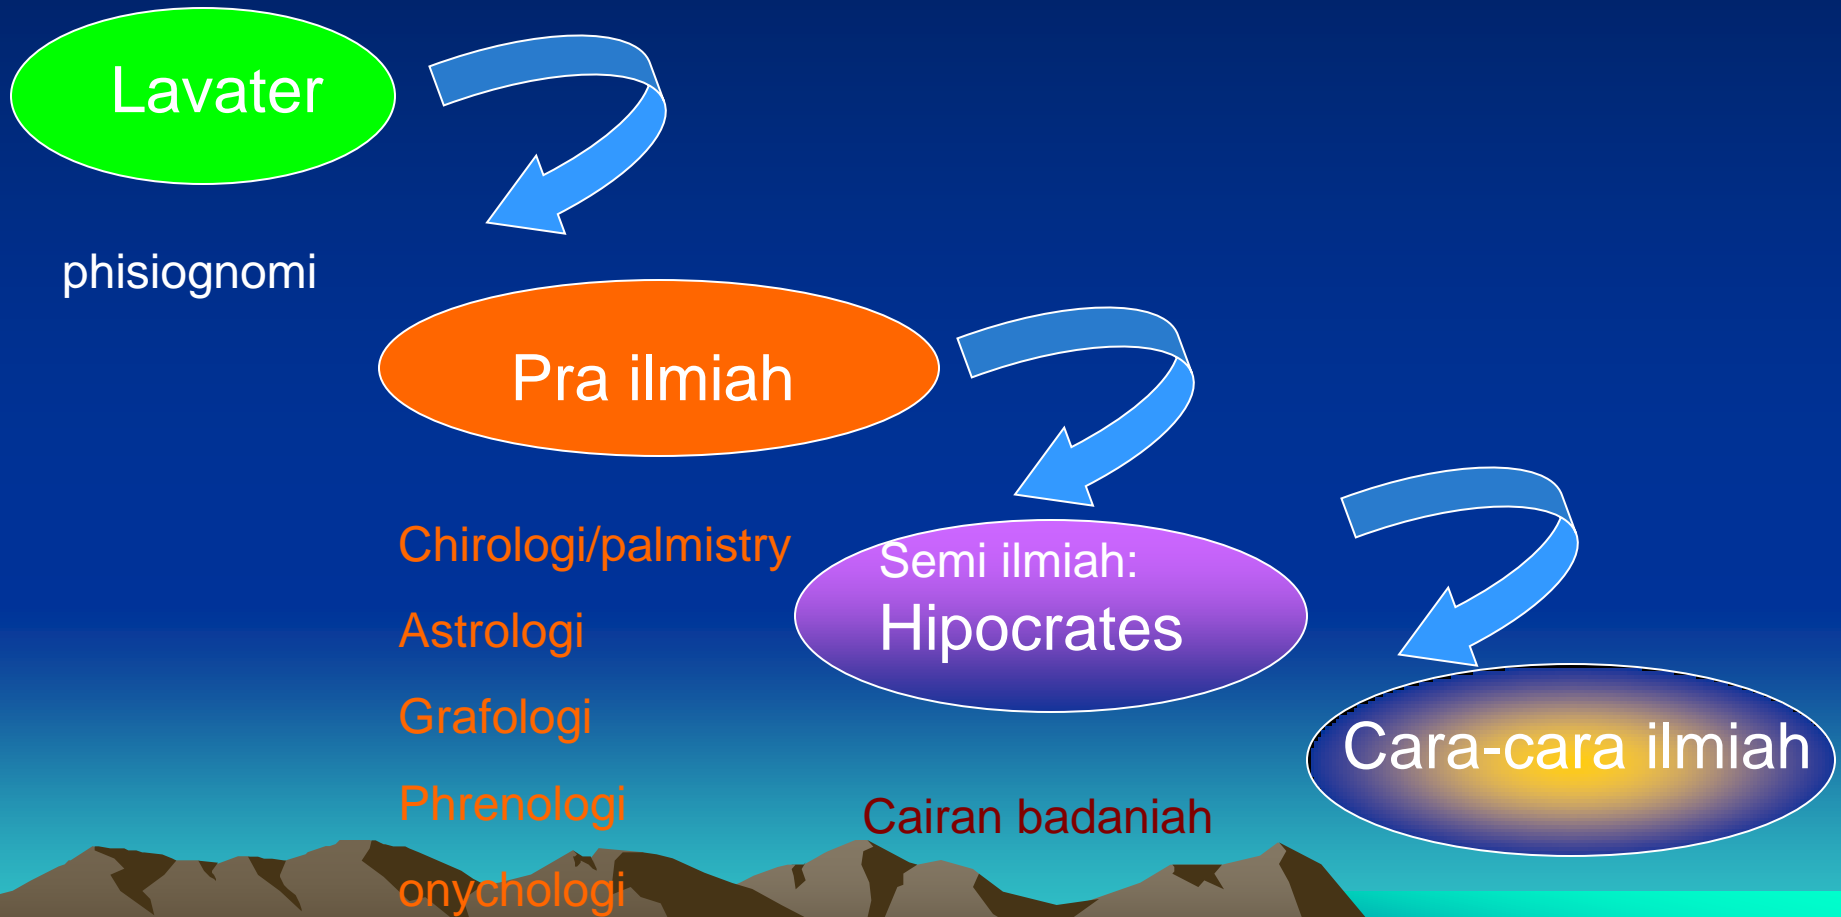 Lavater
phisiognomi
Pra ilmiah
Chirologi/palmistry
Astrologi
Grafologi
Phrenologi
onychologi
Semi ilmiah:
Hipocrates
Cairan badaniah
Cara-cara ilmiah